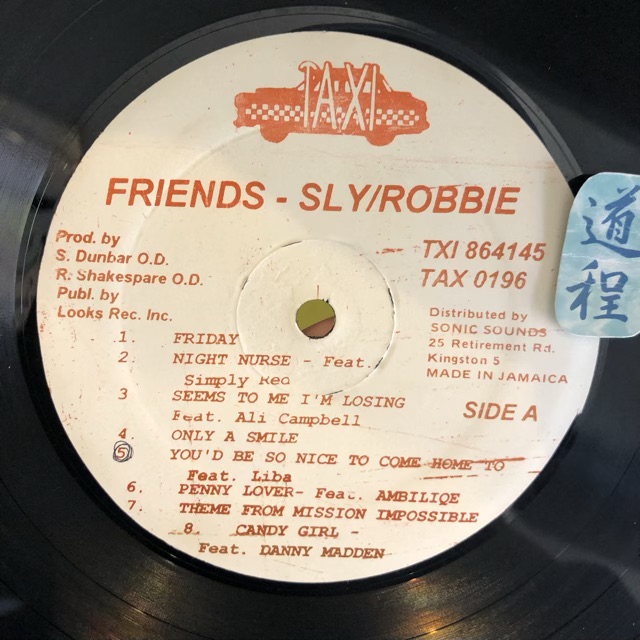 TAXI
FRIENDS - SLY/ROBBIE
Prod. by
S. Dunbar O.D.
R. Shakespare O.D.
Publ. by
Looks Rec. Inc.
TXI 864145
TAX 0196
Distributed by
SONIC SOUNDS
25 Retirement Rd.
Kingston 5
MADE IN JAMAICA
SIDE A
1. FRIDAY
2. NIGHT NURSE - Feat.
Simply Red
3 SEEMS TO ME I'M LOSING
Feat. Ali Campbell
4. ONLY A SMILE
5 YOU'D BE SO NICE TO COME HOME TO
Feat. Liba
6. PENNY LOVER- Feat. AMBILIQE
7. THEME FROM MISSION IMPOSSIBLE
8. CANDY GIRL -
Feat. DANNY MADDEN
道程